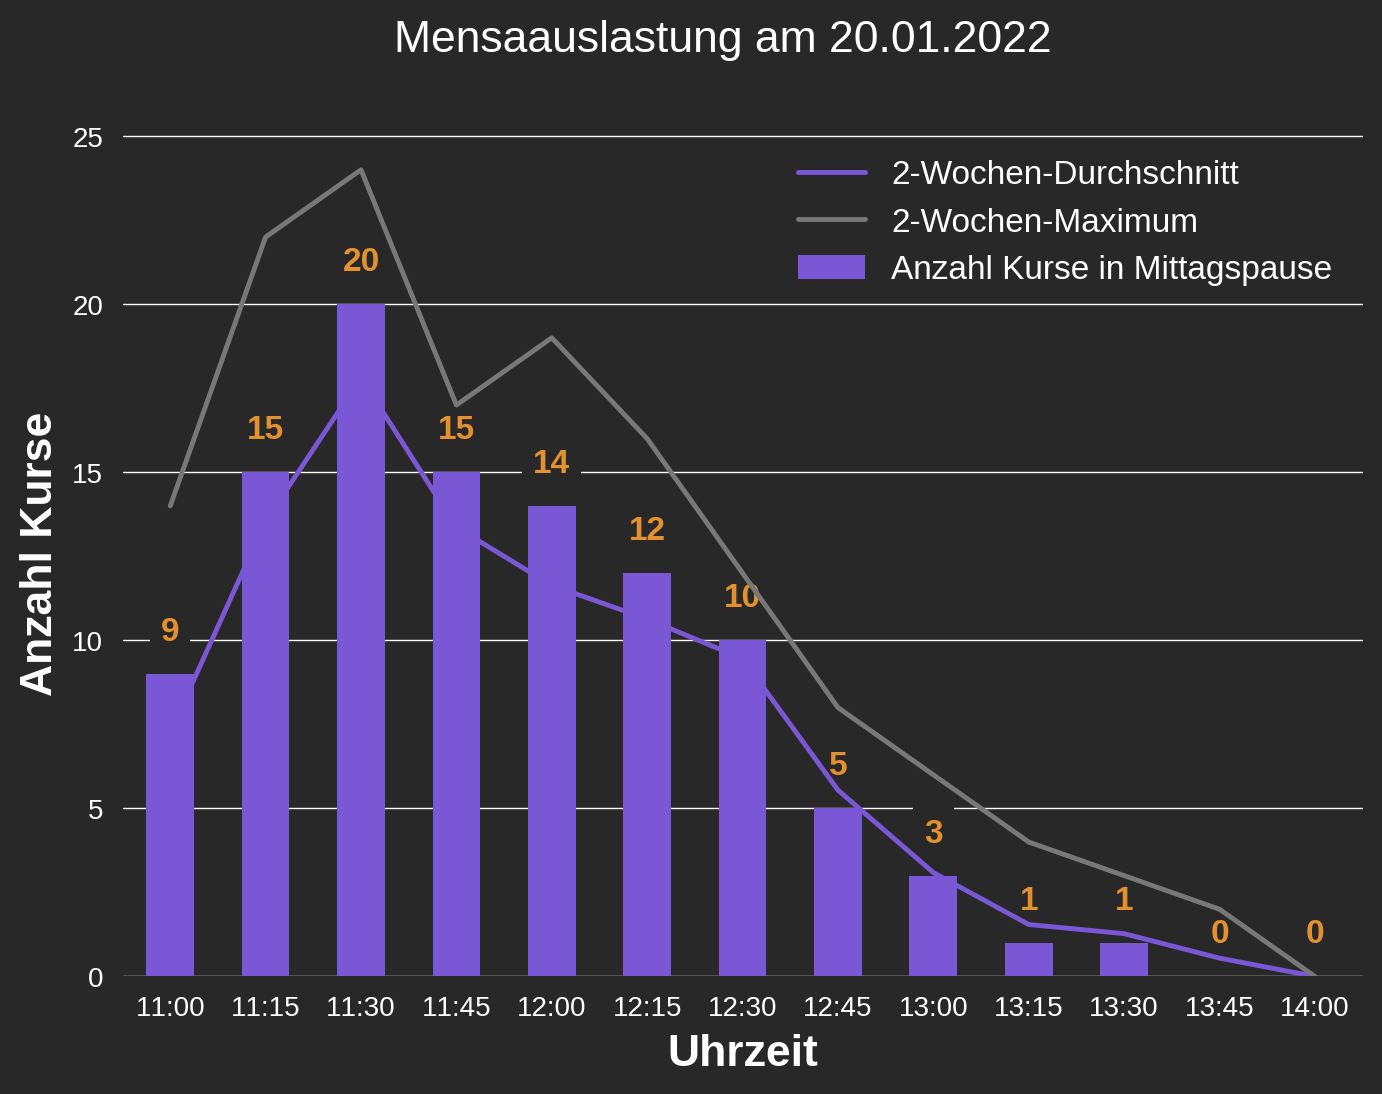 Mensaauslastung am 20.01.2022
25
20
15
10
5
0
Anzahl Kurse
2-Wochen-Durchschnitt
2-Wochen-Maximum
Anzahl Kurse in Mittagspause
9
15
20
15
14
12
10
5
3
1
1
0
0
11:00 11:15 11:30 11:45 12:00 12:15 12:30 12:45 13:00 13:15 13:30 13:45 14:00
Uhrzeit